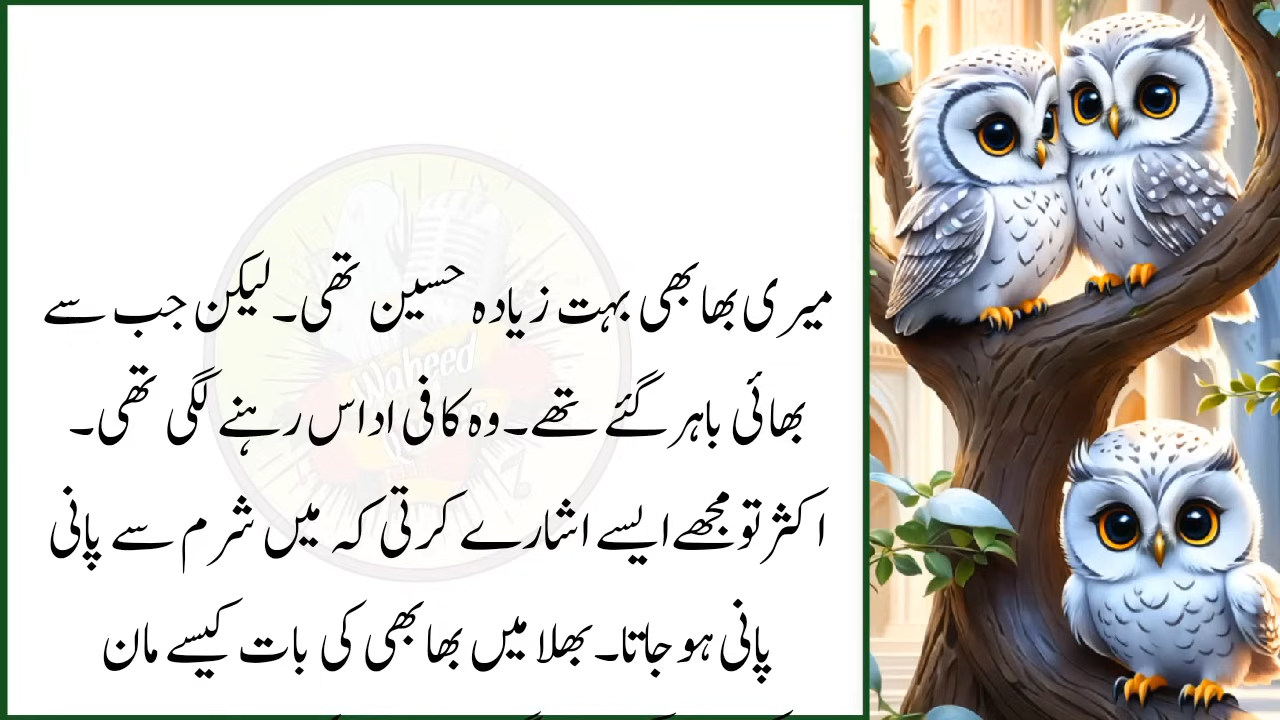 میری بھابھی بہت زیادہ حسین تھی۔ لیکن جب سے
بھائی باہر گئے تھے۔ وہ کافی اداس رہنے لگی تھی۔
اکثر تو مجھے ایسے اشارے کرتی کہ میں شرم سے پانی
پانی ہو جاتا۔ بھلا میں بھابھی کی بات کیسے مان
Waheed